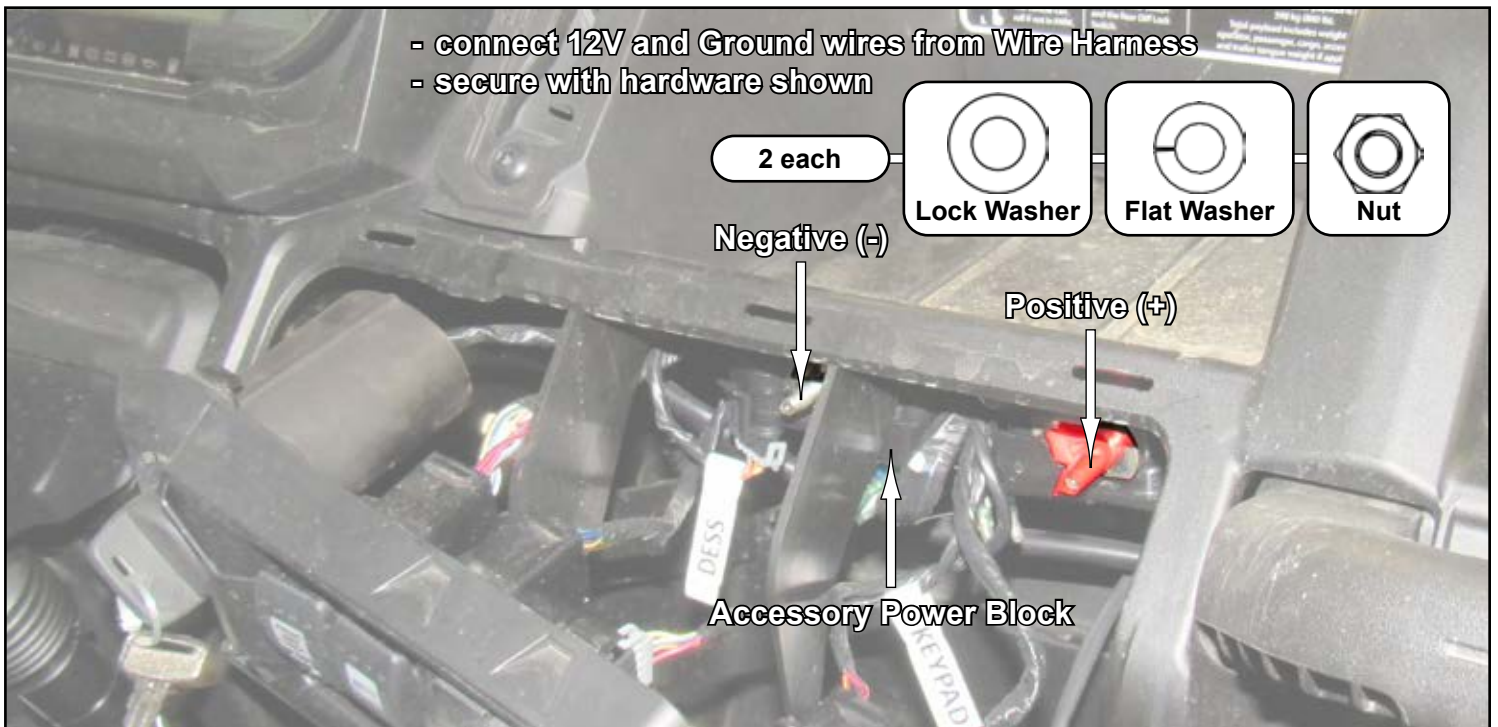 - connect 12V and Ground wires from Wire Harness
- secure with hardware shown
2 each
Lock Washer
Flat Washer
Nut
Negative (-)
Positive (+)
DESS
Accessory Power Block
KEYPAD